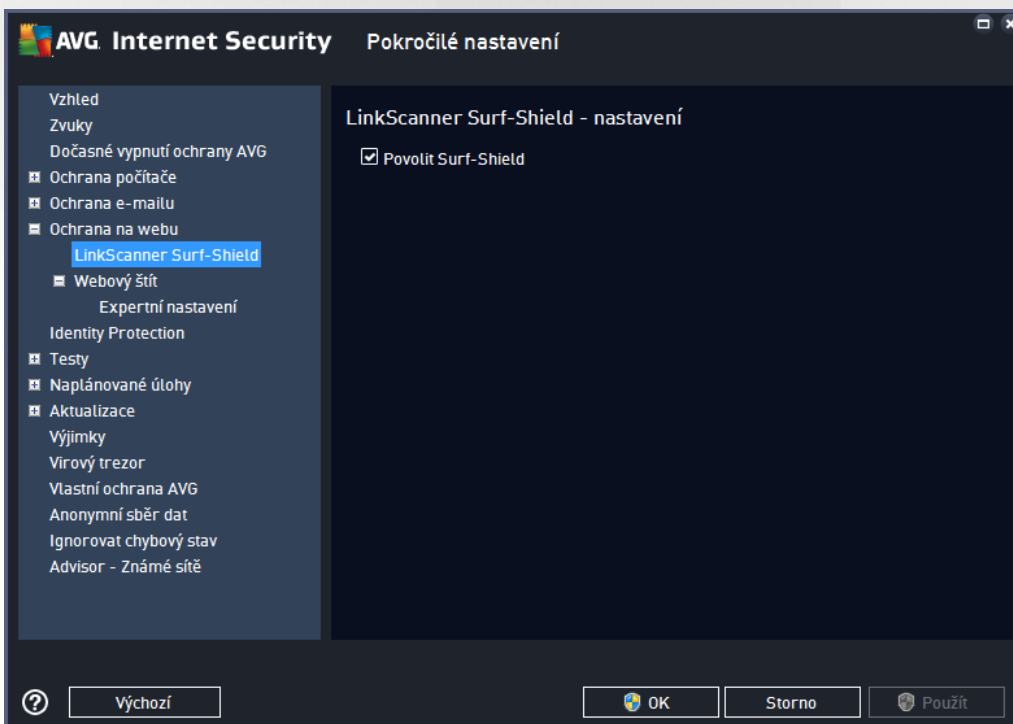 AVG. Internet Security Pokročilé nastavení
Vzhled
Zvuky
Dočasné vypnutí ochrany AVG
Ochrana počítače
Ochrana e-mailu
Ochrana na webu
LinkScanner Surf-Shield
Webový štít
Expertní nastavení
Identity Protection
Testy
Naplánované úlohy
Aktualizace
Výjimky
Virový trezor
Vlastní ochrana AVG
Anonymní sběr dat
Ignorovat chybový stav
Advisor - Známé sítě
LinkScanner Surf-Shield - nastavení
Povolit Surf-Shield
? Výchozí OK Storno Použít